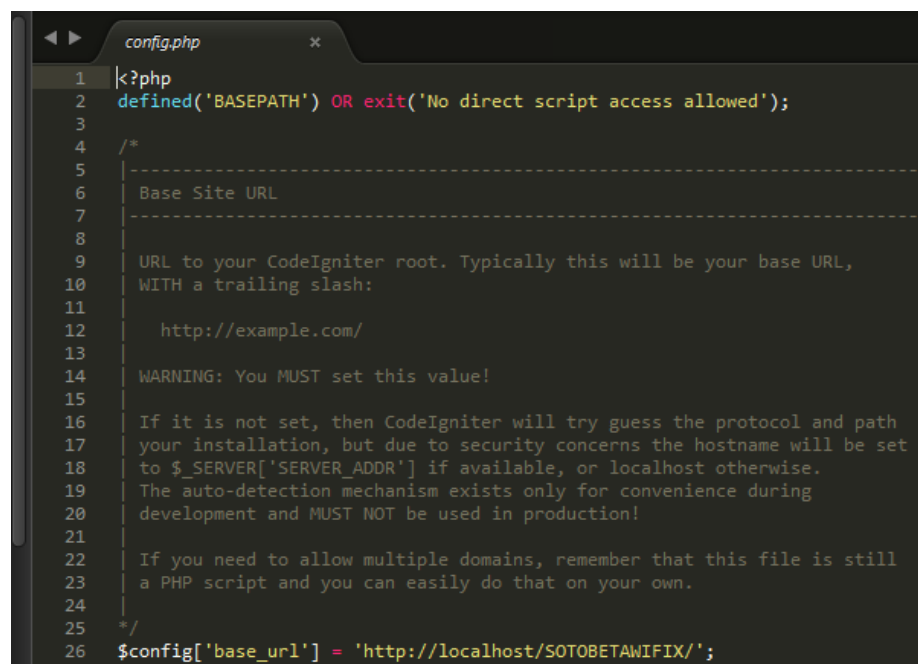 config.php ×
1 <?php
2 defined('BASEPATH') OR exit('No direct script access allowed');
3
4 /*
5 |--------------------------------------------------------------------------
6 | Base Site URL
7 |--------------------------------------------------------------------------
8 |
9 | URL to your CodeIgniter root. Typically this will be your base URL,
10 | WITH a trailing slash:
11 |
12 | http://example.com/
13 |
14 | WARNING: You MUST set this value!
15 |
16 | If it is not set, then CodeIgniter will try guess the protocol and path
17 | your installation, but due to security concerns the hostname will be set
18 | to $_SERVER['SERVER_ADDR'] if available, or localhost otherwise.
19 | The auto-detection mechanism exists only for convenience during
20 | development and MUST NOT be used in production!
21 |
22 | If you need to allow multiple domains, remember that this file is still
23 | a PHP script and you can easily do that on your own.
24 |
25 */
26 $config['base_url'] = 'http://localhost/SOTOBETAWIFIX/';